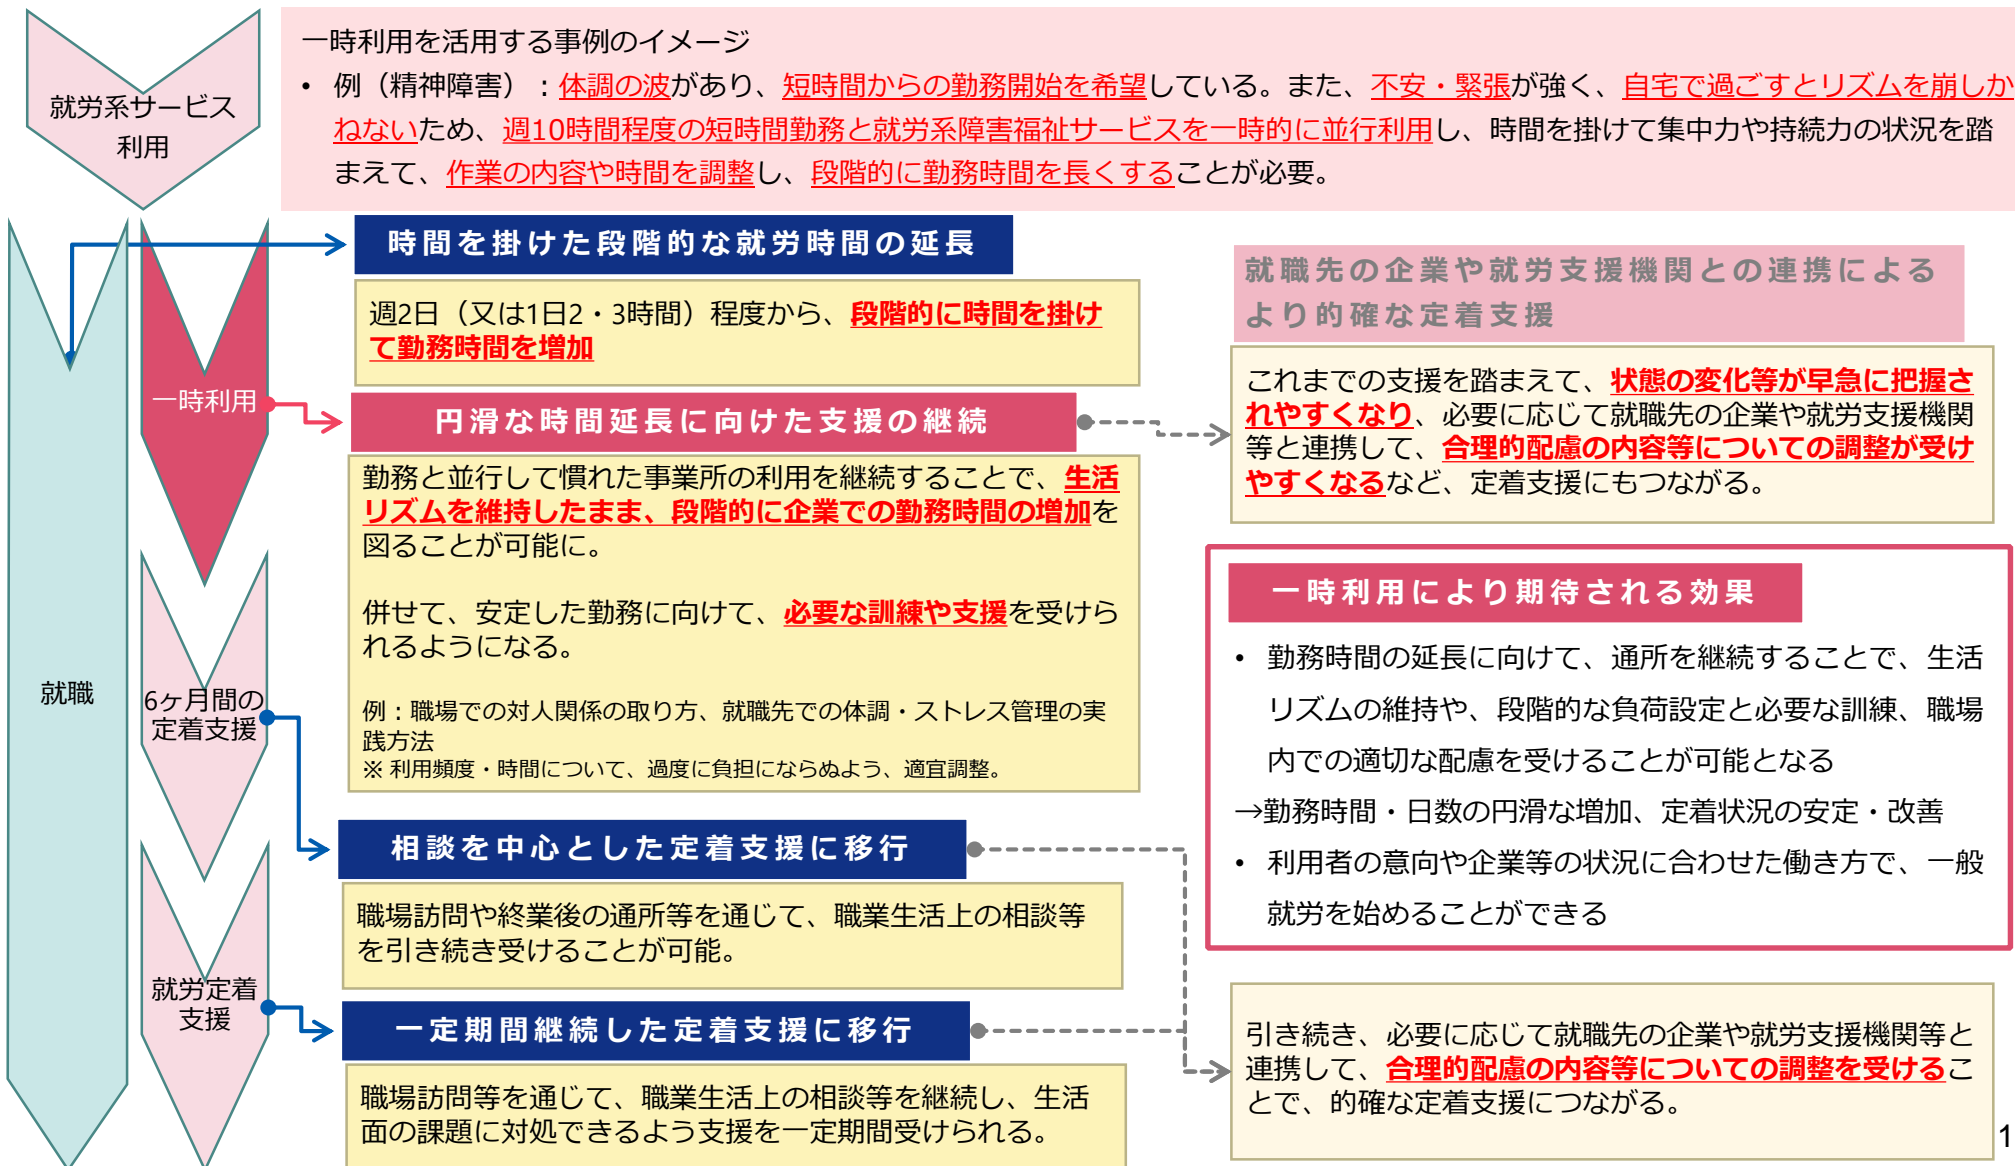 就労系サービス
利用
一時利用を活用する事例のイメージ
• 例（精神障害）：体調の波があり、短時間からの勤務開始を希望している。また、不安・緊張が強く、自宅で過ごすとリズムを崩しか
ねないため、週10時間程度の短時間勤務と就労系障害福祉サービスを一時的に並行利用し、時間を掛けて集中力や持続力の状況を踏
まえて、作業の内容や時間を調整し、段階的に勤務時間を長くすることが必要。
就職
一時利用
6ヶ月間の
定着支援
就労定着
支援
時間を掛けた段階的な就労時間の延長
週2日（又は1日2・3時間）程度から、段階的に時間を掛け
て勤務時間を増加
円滑な時間延長に向けた支援の継続
勤務と並行して慣れた事業所の利用を継続することで、生活
リズムを維持したまま、段階的に企業での勤務時間の増加を
図ることが可能に。
併せて、安定した勤務に向けて、必要な訓練や支援を受けら
れるようになる。
例：職場での対人関係の取り方、就職先での体調・ストレス管理の実
践方法
※ 利用頻度・時間について、過度に負担にならぬよう、適宜調整。
相談を中心とした定着支援に移行
職場訪問や終業後の通所等を通じて、職業生活上の相談等
を引き続き受けることが可能。
一定期間継続した定着支援に移行
職場訪問等を通じて、職業生活上の相談等を継続し、生活
面の課題に対処できるよう支援を一定期間受けられる。
就職先の企業や就労支援機関との連携による
より的確な定着支援
これまでの支援を踏まえて、状態の変化等が早急に把握さ
れやすくなり、必要に応じて就職先の企業や就労支援機関
等と連携して、合理的配慮の内容等についての調整が受け
やすくなるなど、定着支援にもつながる。
一時利用により期待される効果
• 勤務時間の延長に向けて、通所を継続することで、生活
リズムの維持や、段階的な負荷設定と必要な訓練、職場
内での適切な配慮を受けることが可能となる
→勤務時間・日数の円滑な増加、定着状況の安定・改善
• 利用者の意向や企業等の状況に合わせた働き方で、一般
就労を始めることができる
引き続き、必要に応じて就職先の企業や就労支援機関等と
連携して、合理的配慮の内容等についての調整を受けるこ
とで、的確な定着支援につながる。
1